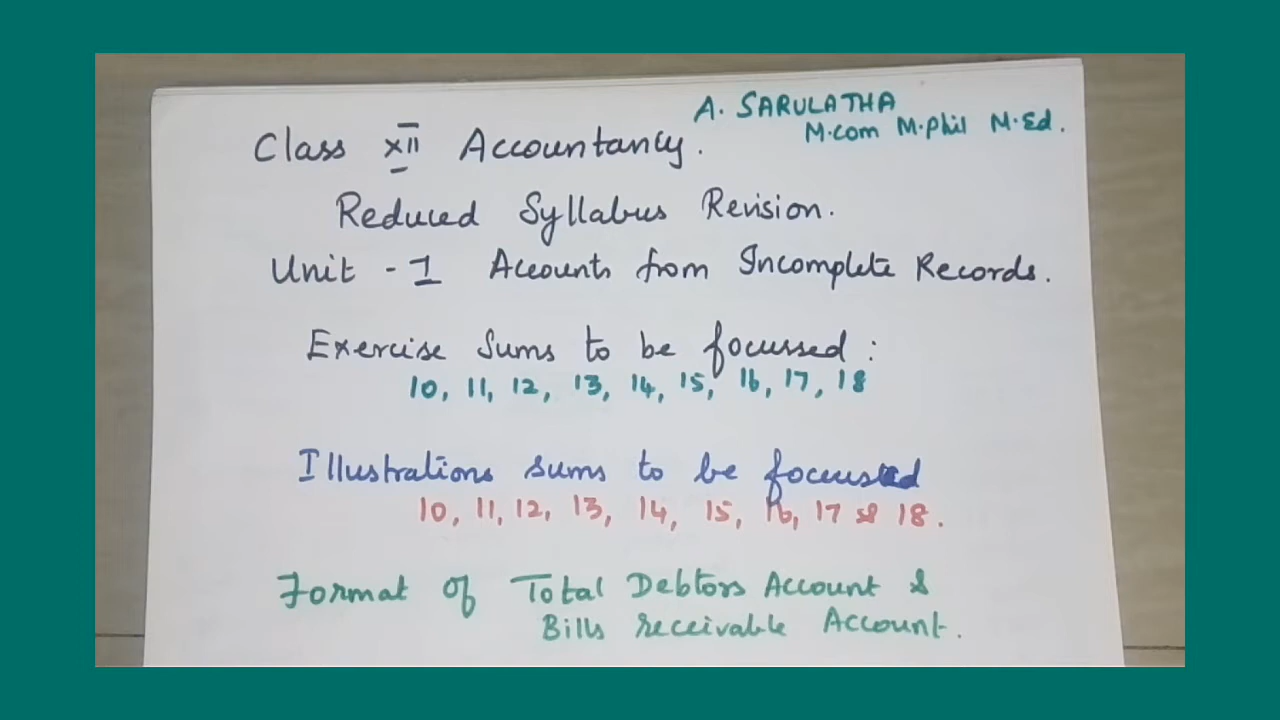 A. SARULATHA
M.com M.Phil M.Ed.
Class XII Accountancy.
Reduced Syllabus Revision.
Unit - I Accounts from Incomplete Records.
Exercise Sums to be focussed :
10, 11, 12, 13, 14, 15, 16, 17, 18
Illustrations sums to be focussed
10, 11, 12, 13, 14, 15, 16, 17 & 18.
Format of Total Debtors Account &
Bills receivable Account.